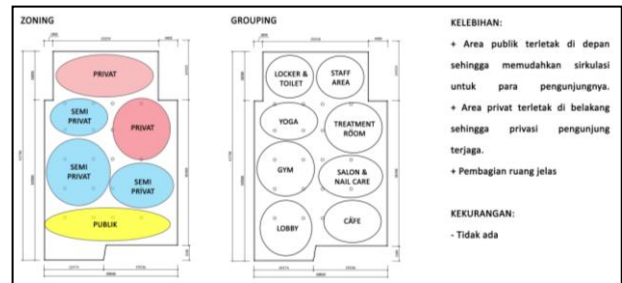 ZONING
GROUPING
KELEBIHAN:
+ Area publik terletak di depan
sehingga memudahkan sirkulasi
untuk para pengunjungnya.
+ Area privat terletak di belakang
sehingga privasi pengunjung
terjaga.
+ Pembagian ruang jelas
KEKURANGAN:
- Tidak ada
PRIVAT
SEMI
PRIVAT
PRIVAT
SEMI
PRIVAT
SEMI
PRIVAT
PUBLIK
LOCKER &
TOILET
STAFF
AREA
YOGA
TREATMENT
ROOM
GYM
SALON &
NAIL CARE
LOBBY
CAFE